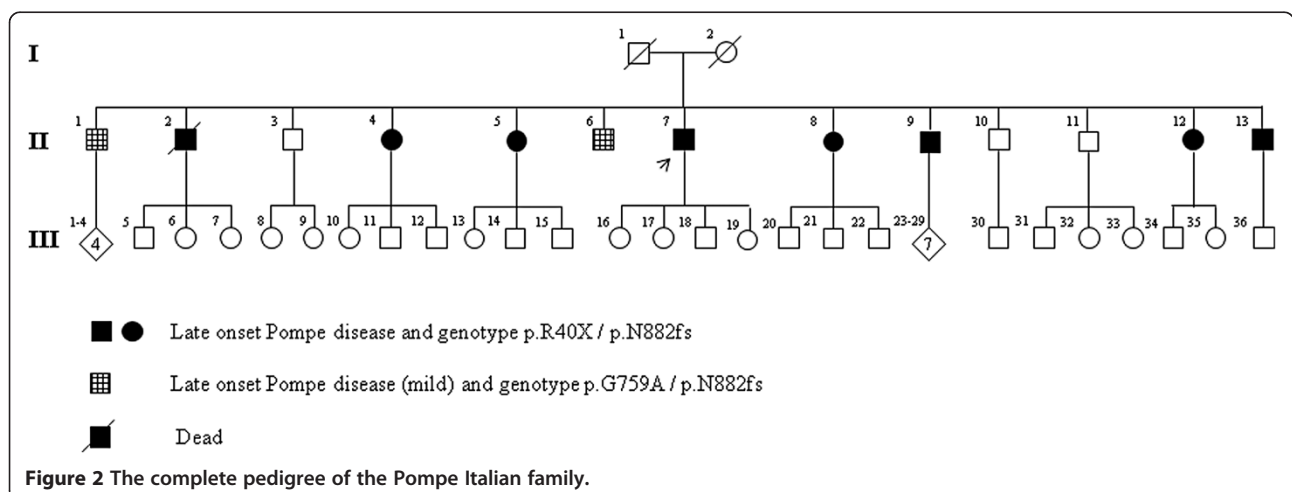 1 2
I
1 2 3 4 5 6 7 8 9 10 11 12 13
II
1-4 5 6 7 8 9 10 11 12 13 14 15 16 17 18 19 20 21 22 23-29 30 31 32 33 34 35 36
III 4 7
Late onset Pompe disease and genotype p.R40X / p.N882fs
Late onset Pompe disease (mild) and genotype p.G759A / p.N882fs
Dead
Figure 2 The complete pedigree of the Pompe Italian family.